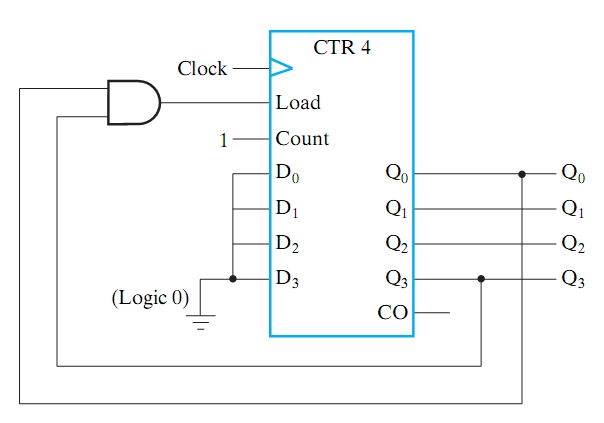 CTR 4
Clock
Load
1 Count
D₀ Q₀ Q₀
D₁ Q₁ Q₁
D₂ Q₂ Q₂
D₃ Q₃ Q₃
(Logic 0)
CO